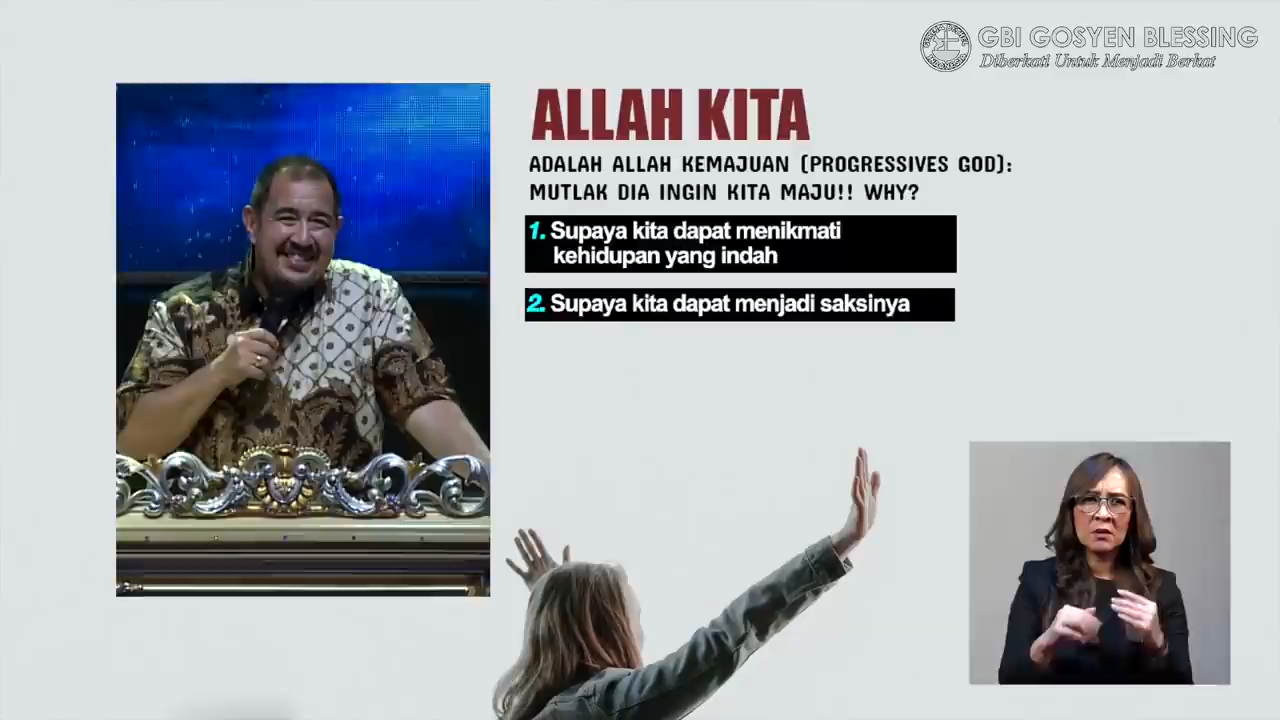 GBI GOSYEN BLESSING
Diberkati Untuk Menjadi Berkat
ALLAH KITA
ADALAH ALLAH KEMAJUAN (PROGRESSIVES GOD):
MUTLAK DIA INGIN KITA MAJU!! WHY?
1. Supaya kita dapat menikmati
kehidupan yang indah
2. Supaya kita dapat menjadi saksinya